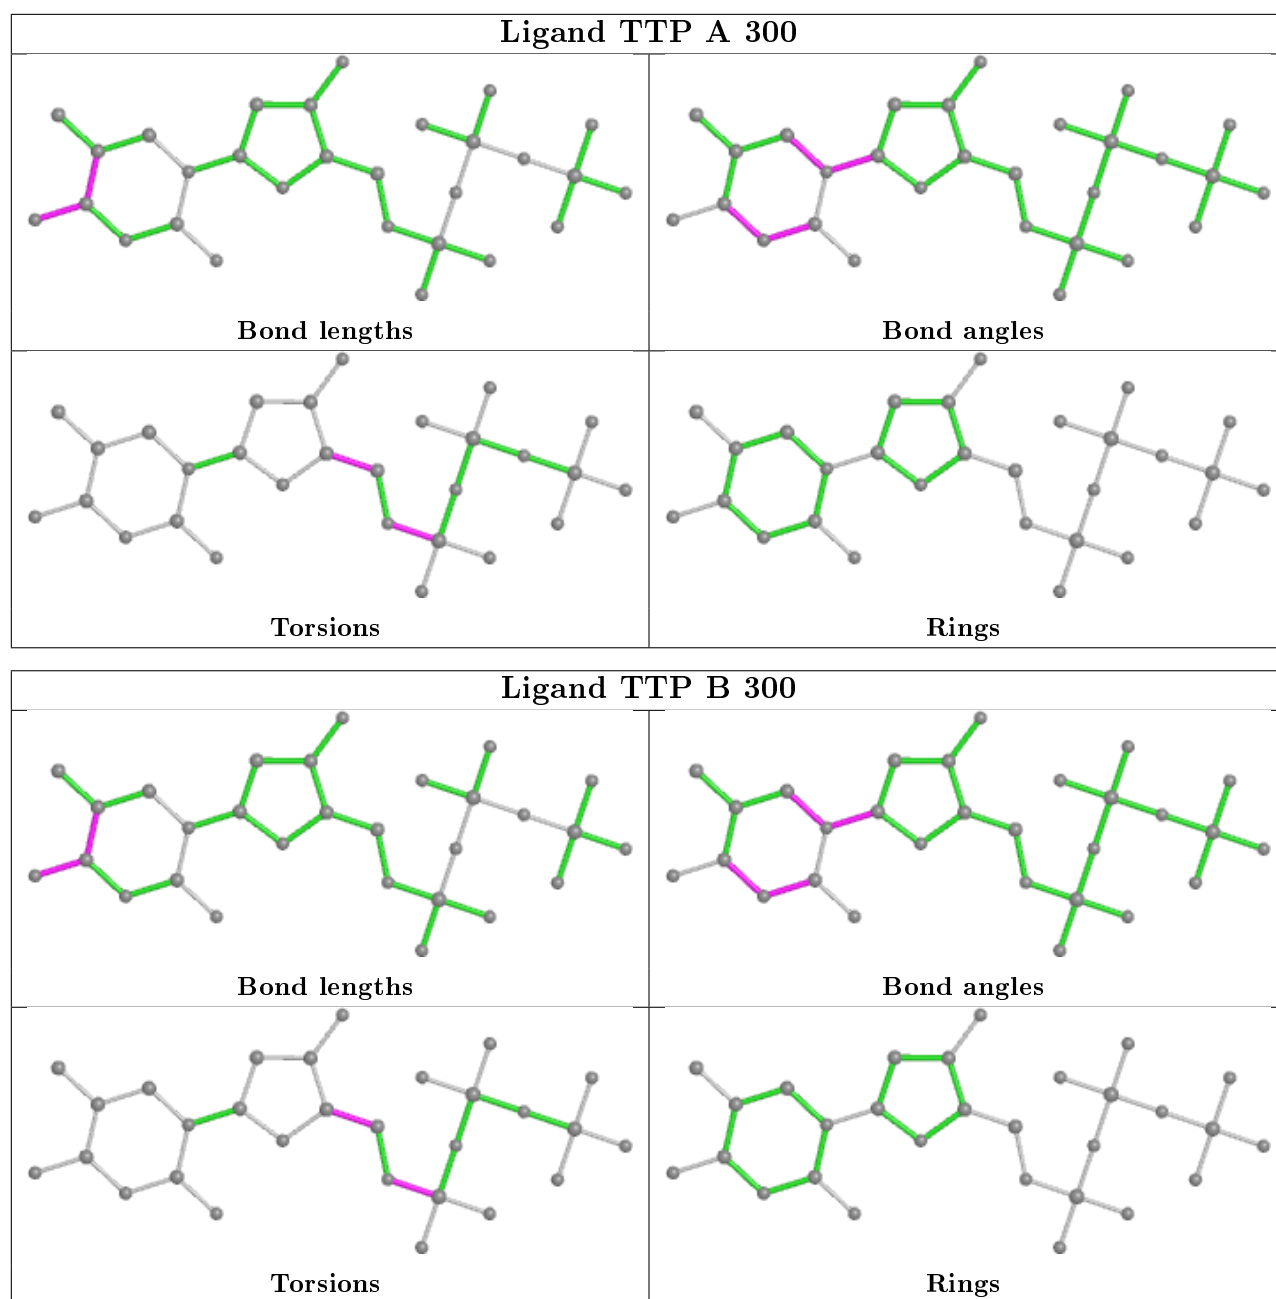 Ligand TTP A 300
Bond lengths
Bond angles
Torsions
Rings
Ligand TTP B 300
Bond lengths
Bond angles
Torsions
Rings